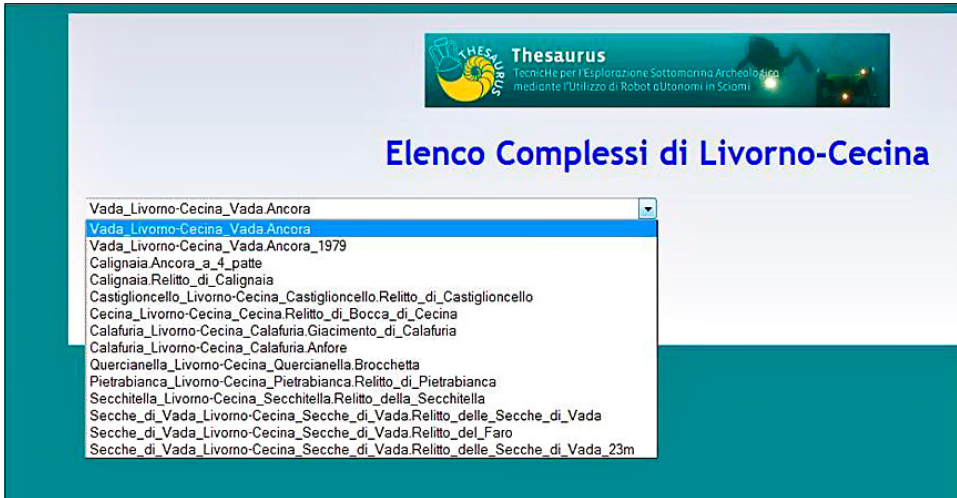 THESAURUS
Thesaurus
TecnicHe per l'Esplorazione Sottomarina Archeologica
mediante l'Utilizzo di Robot aUtonomi in Sciami
Elenco Complessi di Livorno-Cecina
Vada_Livorno-Cecina_Vada.Ancora
Vada_Livorno-Cecina_Vada.Ancora
Vada_Livorno-Cecina_Vada.Ancora_1979
Calignaia.Ancora_a_4_patte
Calignaia.Relitto_di_Calignaia
Castiglioncello_Livorno-Cecina_Castiglioncello.Relitto_di_Castiglioncello
Cecina_Livorno-Cecina_Cecina.Relitto_di_Bocca_di_Cecina
Calafuria_Livorno-Cecina_Calafuria.Giacimento_di_Calafuria
Calafuria_Livorno-Cecina_Calafuria.Anfore
Quercianella_Livorno-Cecina_Quercianella.Brocchetta
Pietrabianca_Livorno-Cecina_Pietrabianca.Relitto_di_Pietrabianca
Secchitella_Livorno-Cecina_Secchitella.Relitto_della_Secchitella
Secche_di_Vada_Livorno-Cecina_Secche_di_Vada.Relitto_delle_Secche_di_Vada
Secche_di_Vada_Livorno-Cecina_Secche_di_Vada.Relitto_del_Faro
Secche_di_Vada_Livorno-Cecina_Secche_di_Vada.Relitto_delle_Secche_di_Vada_23m